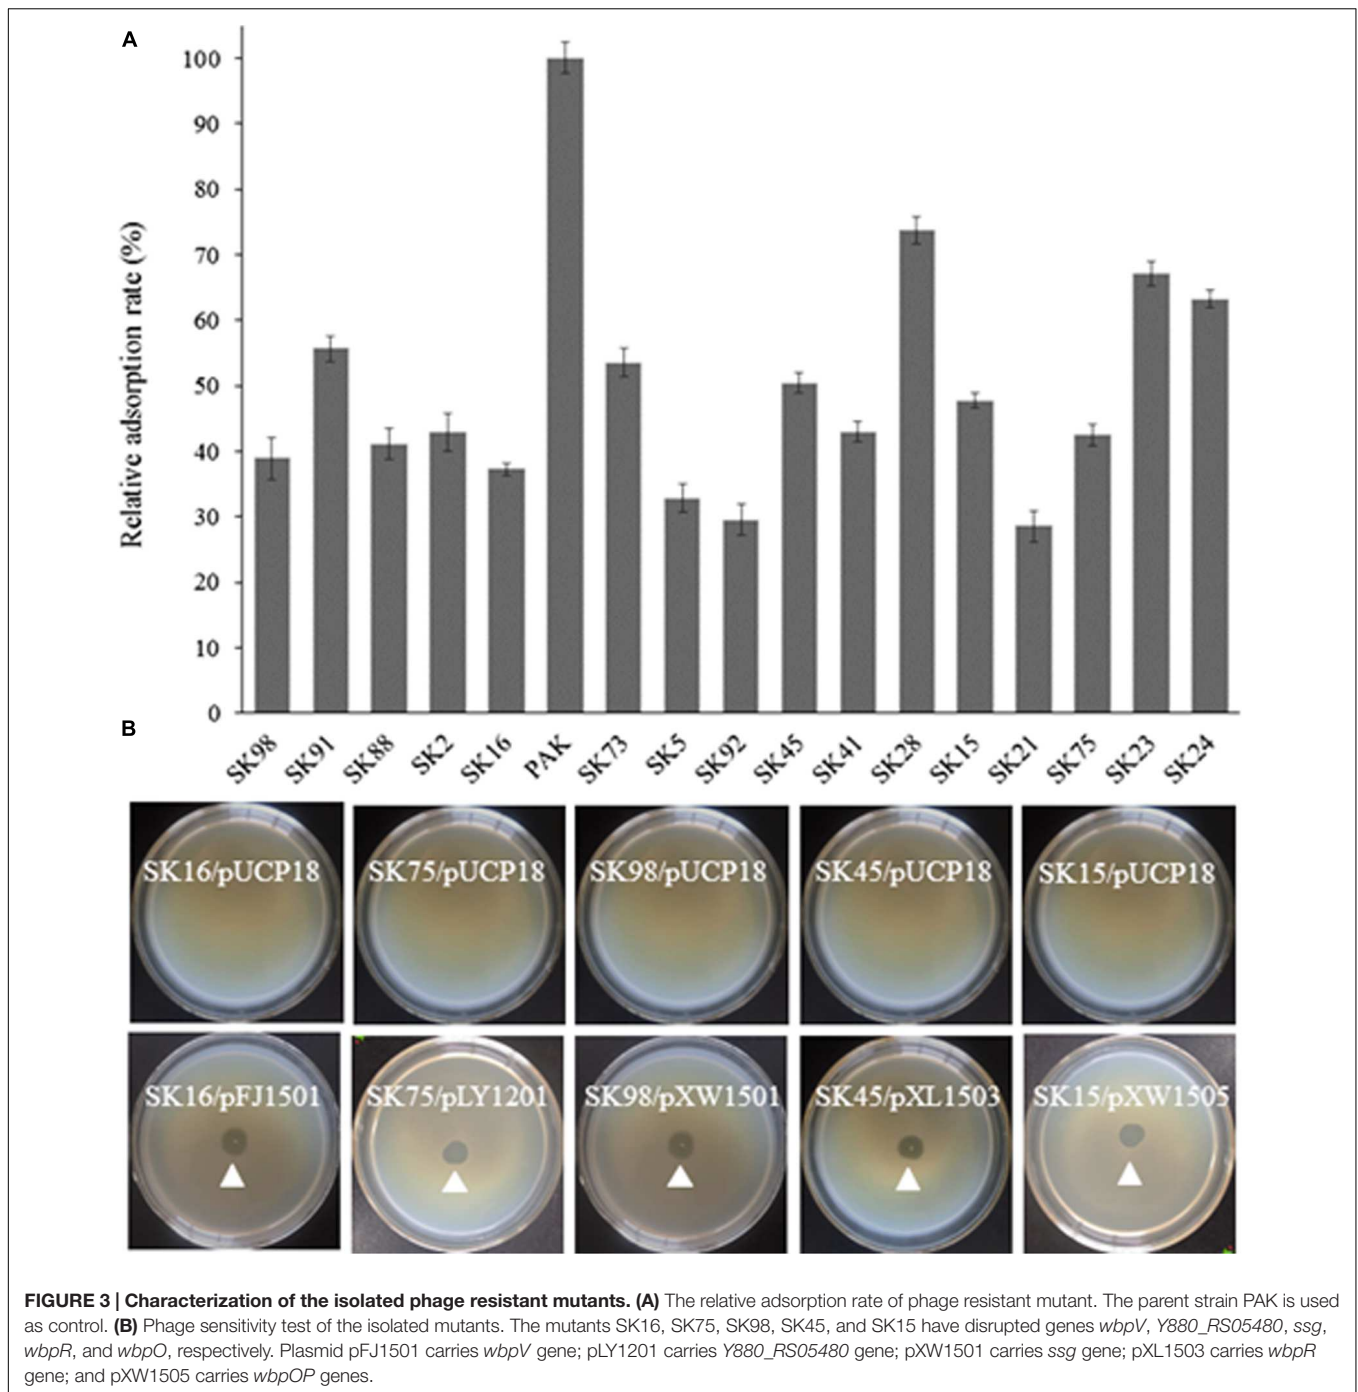 A
Relative adsorption rate (%)
100
90
80
70
60
50
40
30
20
10
0
SK98
SK91
SK88
SK2
SK16
PAK
SK73
SK5
SK92
SK45
SK41
SK28
SK15
SK21
SK75
SK23
SK24
B
SK16/pUCP18
SK75/pUCP18
SK98/pUCP18
SK45/pUCP18
SK15/pUCP18
SK16/pFJ1501
SK75/pLY1201
SK98/pXW1501
SK45/pXL1503
SK15/pXW1505
FIGURE 3 | Characterization of the isolated phage resistant mutants. (A) The relative adsorption rate of phage resistant mutant. The parent strain PAK is used
as control. (B) Phage sensitivity test of the isolated mutants. The mutants SK16, SK75, SK98, SK45, and SK15 have disrupted genes wbpV, Y880_RS05480, ssg,
wbpR, and wbpO, respectively. Plasmid pFJ1501 carries wbpV gene; pLY1201 carries Y880_RS05480 gene; pXW1501 carries ssg gene; pXL1503 carries wbpR
gene; and pXW1505 carries wbpOP genes.